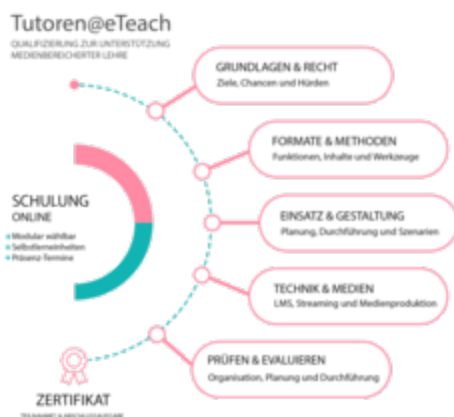 Tutoren@eTeach
QUALIFIZIERUNG ZUR UNTERSTÜTZUNG
MEDIENBEREICHERTER LEHRE
GRUNDLAGEN & RECHT
Ziele, Chancen und Hürden
FORMATE & METHODEN
Funktionen, Inhalte und Werkzeuge
SCHULUNG
ONLINE
Modular wählbar
Selbstlerneinheiten
Präsenz-Termine
EINSATZ & GESTALTUNG
Planung, Durchführung und Szenarien
TECHNIK & MEDIEN
LMS, Streaming und Medienproduktion
PRÜFEN & EVALUIEREN
Organisation, Planung und Durchführung
ZERTIFIKAT